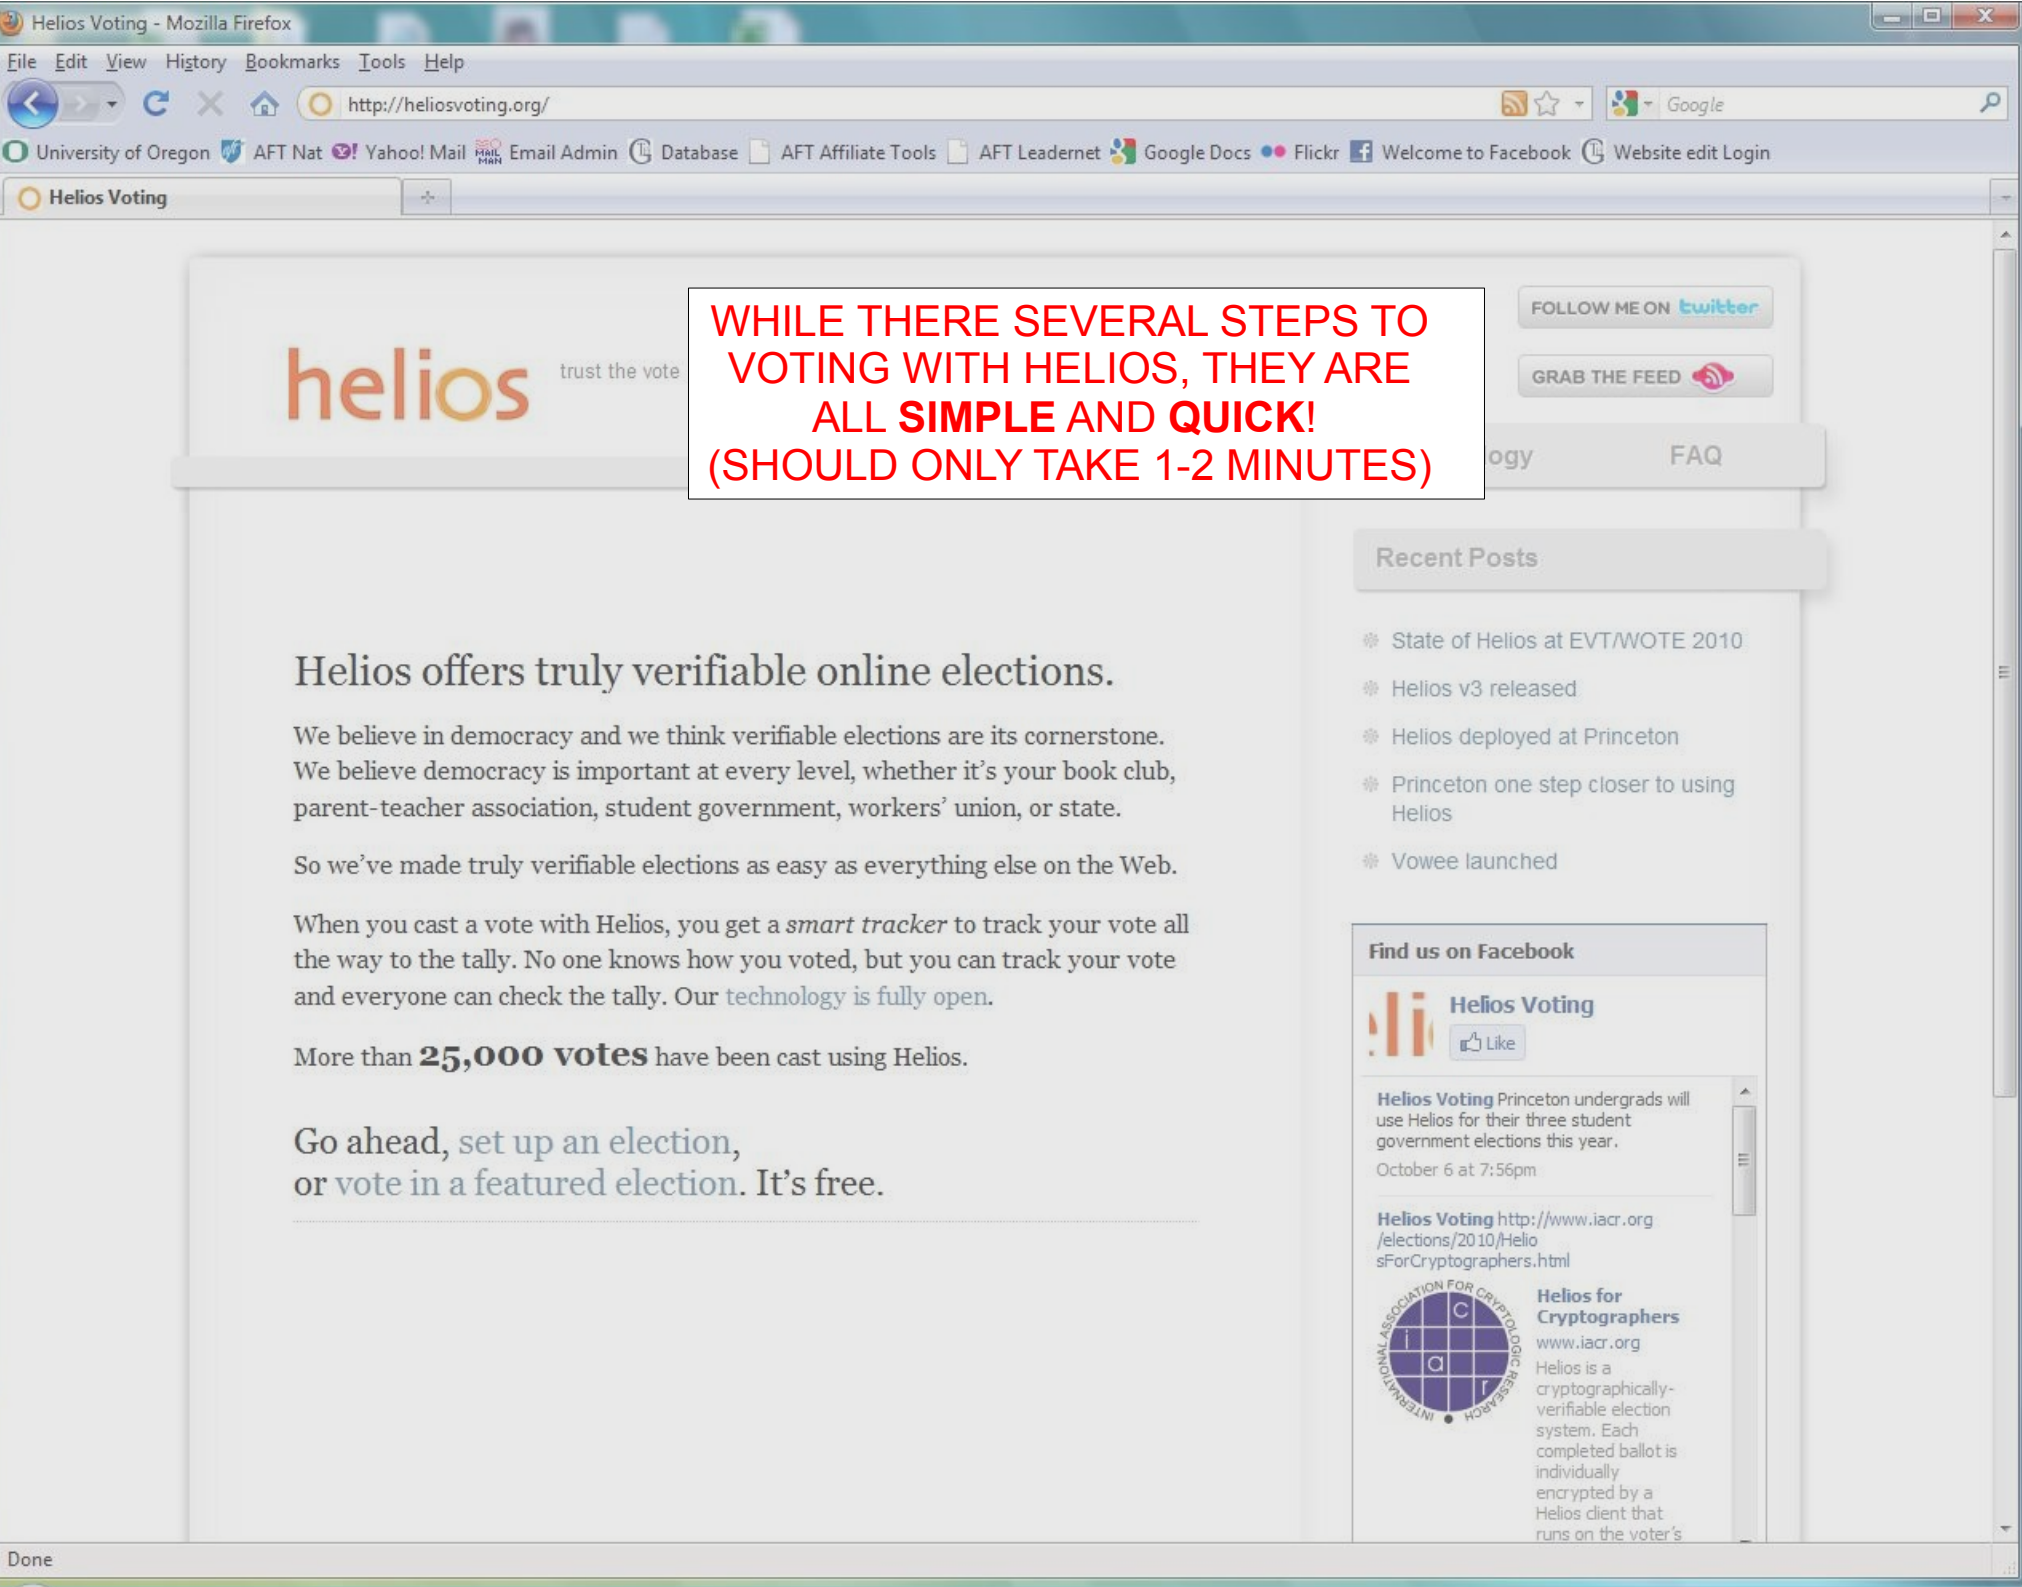 Helios Voting - Mozilla Firefox
File Edit View History Bookmarks Tools Help
http://heliosvoting.org/
Google
University of Oregon AFT Nat Yahoo! Mail Email Admin Database AFT Affiliate Tools AFT Leadernet Google Docs Flickr Welcome to Facebook Website edit Login
Helios Voting
WHILE THERE SEVERAL STEPS TO
VOTING WITH HELIOS, THEY ARE
ALL SIMPLE AND QUICK!
(SHOULD ONLY TAKE 1-2 MINUTES)
helios
trust the vote
FOLLOW ME ON twitter
GRAB THE FEED
ogy FAQ
Recent Posts
State of Helios at EVT/WOTE 2010
Helios v3 released
Helios deployed at Princeton
Princeton one step closer to using
Helios
Vowee launched
Helios offers truly verifiable online elections.
We believe in democracy and we think verifiable elections are its cornerstone.
We believe democracy is important at every level, whether it's your book club,
parent-teacher association, student government, workers' union, or state.
So we've made truly verifiable elections as easy as everything else on the Web.
When you cast a vote with Helios, you get a smart tracker to track your vote all
the way to the tally. No one knows how you voted, but you can track your vote
and everyone can check the tally. Our technology is fully open.
More than 25,000 votes have been cast using Helios.
Go ahead, set up an election,
or vote in a featured election. It's free.
Find us on Facebook
Helios Voting
Like
Helios Voting Princeton undergrads will
use Helios for their three student
government elections this year.
October 6 at 7:56pm
Helios Voting http://www.iacr.org
/elections/2010/Helio
sForCryptographers.html
INTERNATIONAL ASSOCIATION FOR CRYPTOLOGIC RESEARCH
i a c r
Helios for
Cryptographers
www.iacr.org
Helios is a
cryptographically-
verifiable election
system. Each
completed ballot is
individually
encrypted by a
Helios client that
runs on the voter's
Done